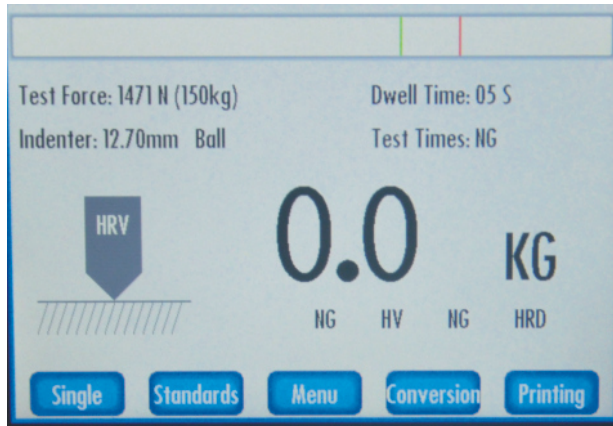 Test Force: 1471 N (150kg) Dwell Time: 05 S
Indenter: 12.70mm Ball Test Times: NG
HRV
0.0 KG
NG HV NG HRD
Single Standards Menu Conversion Printing